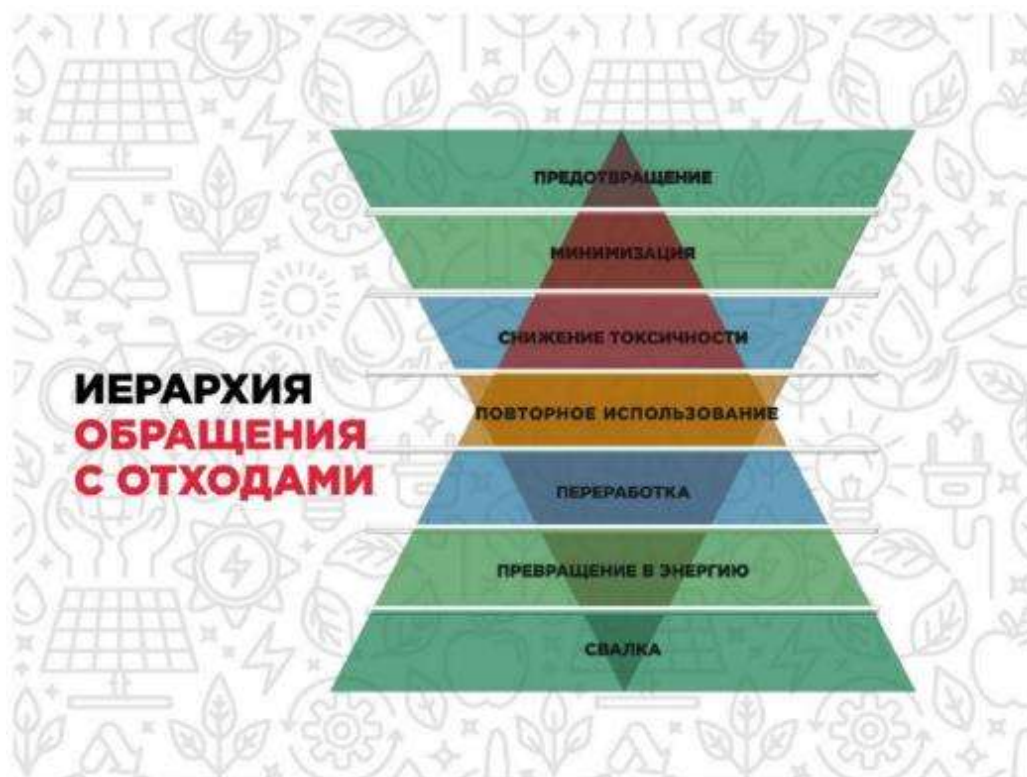 ПРЕДОТВРАЩЕНИЕ
МИНИМИЗАЦИЯ
СНИЖЕНИЕ ТОКСИЧНОСТИ
ИЕРАРХИЯ
ОБРАЩЕНИЯ
С ОТХОДАМИ
ПОВТОРНОЕ ИСПОЛЬЗОВАНИЕ
ПЕРЕРАБОТКА
ПРЕВРАЩЕНИЕ В ЭНЕРГИЮ
СВАЛКА